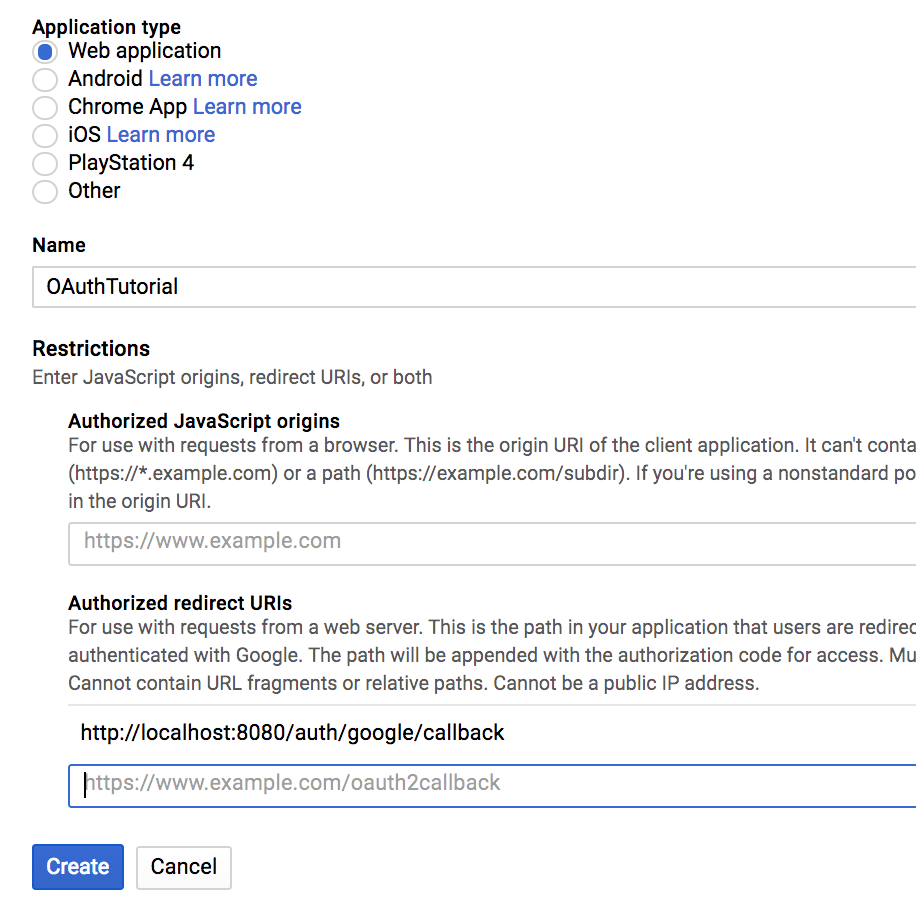 Application type
Web application
Android Learn more
Chrome App Learn more
iOS Learn more
PlayStation 4
Other
Name
OAuthTutorial
Restrictions
Enter JavaScript origins, redirect URIs, or both
Authorized JavaScript origins
For use with requests from a browser. This is the origin URI of the client application. It can't
(https://*.example.com) or a path (https://example.com/subdir). If you're using a nonstandard
in the origin URI.
https://www.example.com
Authorized redirect URIs
For use with requests from a web server. This is the path in your application that users are
authenticated with Google. The path will be appended with the authorization code for access.
Cannot contain URL fragments or relative paths. Cannot be a public IP address.
http://localhost:8080/auth/google/callback
https://www.example.com/oauth2callback
Create Cancel